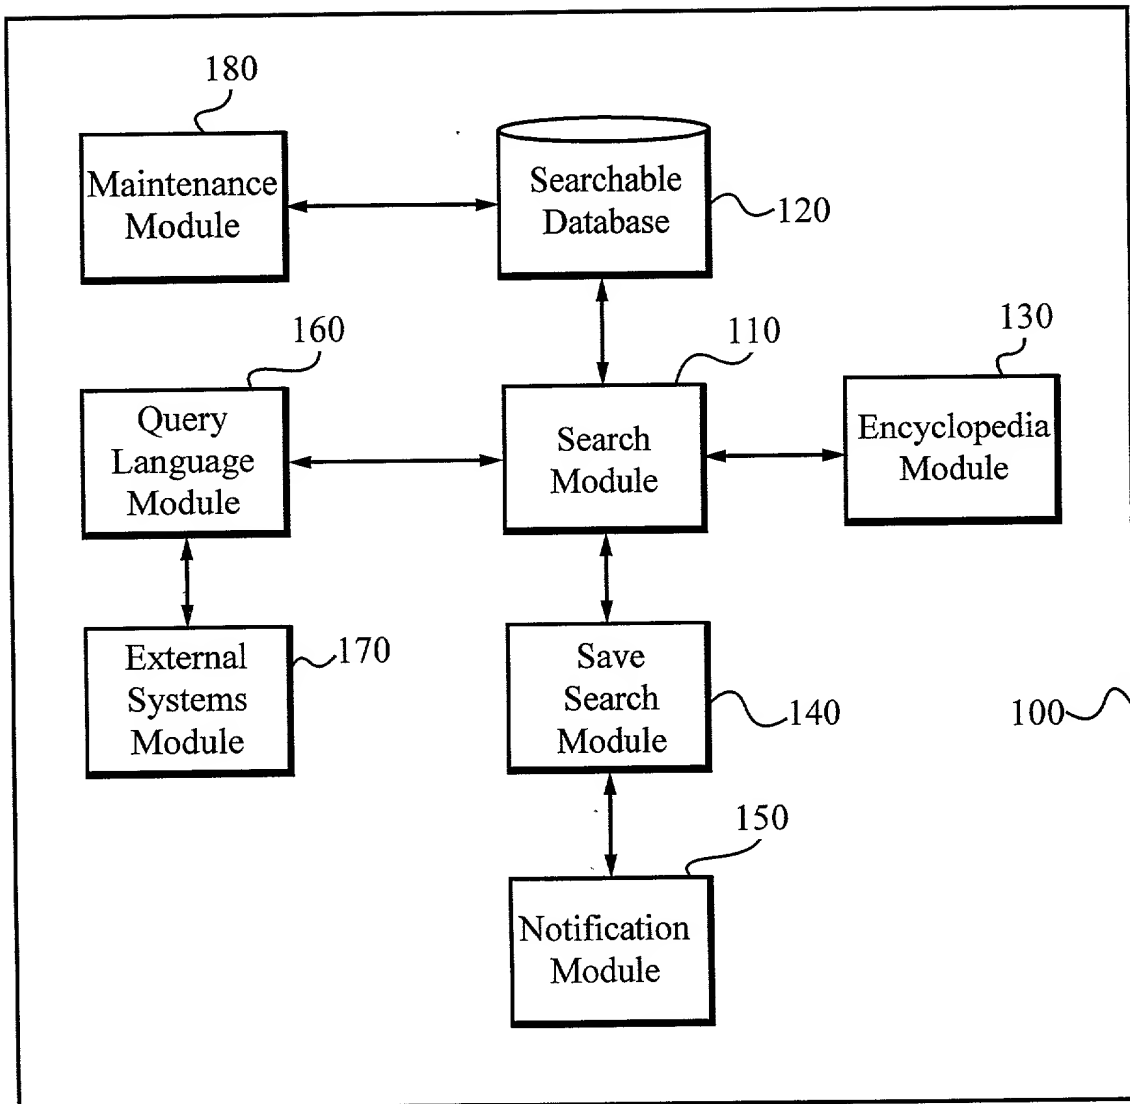 180
Maintenance
Module
Searchable
Database
120
160
110
130
Query
Language
Module
Search
Module
Encyclopedia
Module
External
Systems
Module
170
Save
Search
Module
140
100
150
Notification
Module